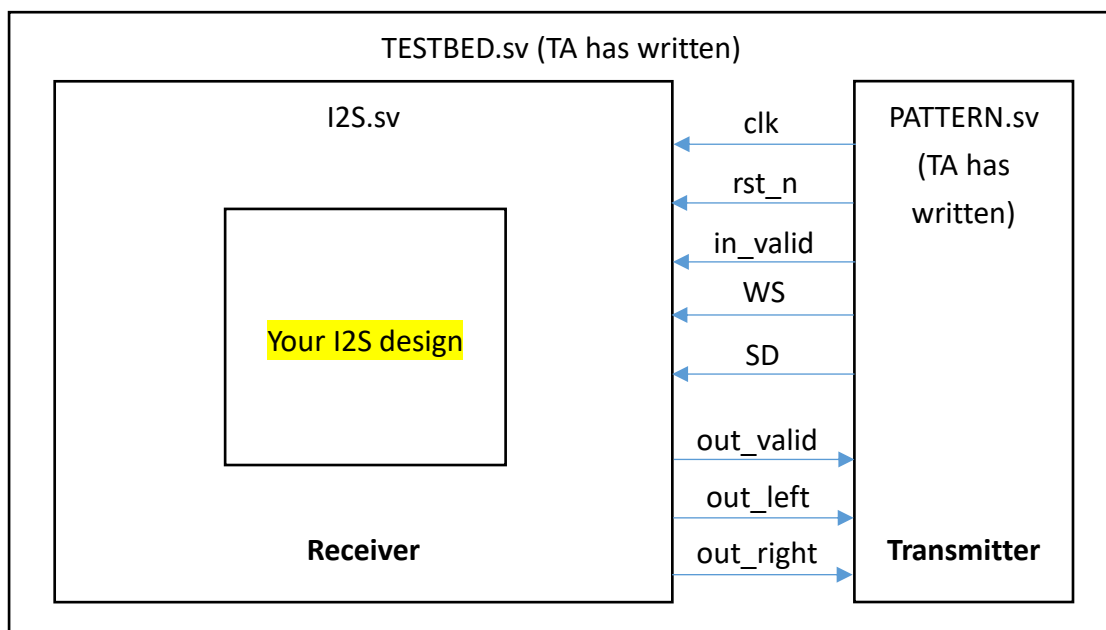 TESTBED.sv (TA has written)
I2S.sv
Your I2S design
Receiver
clk
rst_n
in_valid
WS
SD
out_valid
out_left
out_right
PATTERN.sv
(TA has
written)
Transmitter